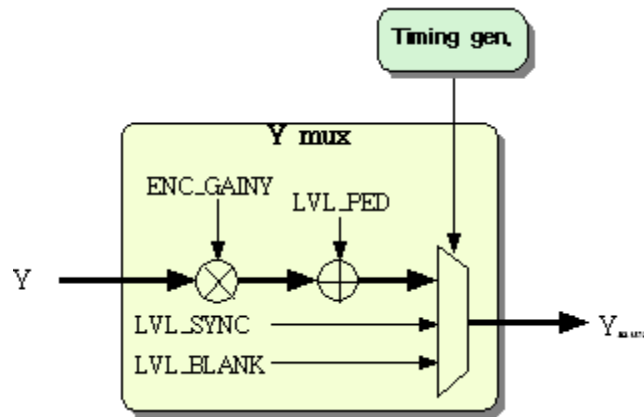 Timing gen.
Y mux
ENC_GAINY
LVL_PED
Y
LVL_SYNC
Y
LVL_BLANK